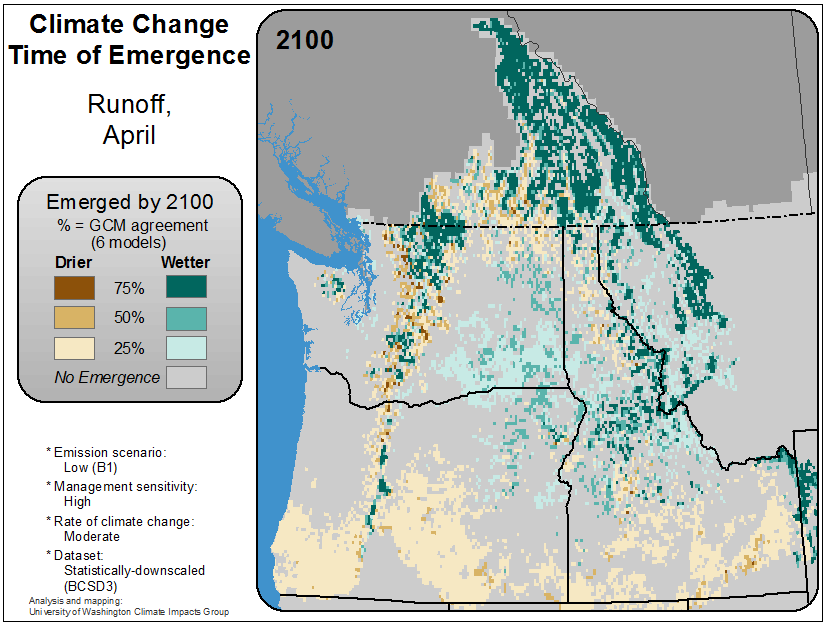 Climate Change
Time of Emergence
2100
Runoff,
April
Emerged by 2100
% = GCM agreement
(6 models)
Drier Wetter
75%
50%
25%
No Emergence
* Emission scenario:
Low (B1)
* Management sensitivity:
High
* Rate of climate change:
Moderate
* Dataset:
Statistically-downscaled
(BCSD3)
Analysis and mapping:
University of Washington Climate Impacts Group